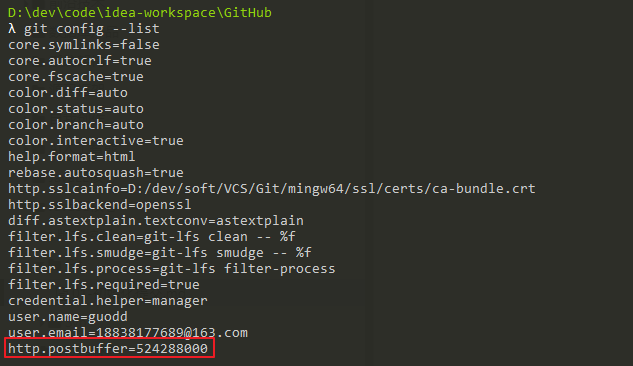 D:\dev\code\idea-workspace\GitHub
λ git config --list
core.symlinks=false
core.autocrlf=true
core.fscache=true
color.diff=auto
color.status=auto
color.branch=auto
color.interactive=true
help.format=html
rebase.autosquash=true
http.sslcainfo=D:/dev/soft/VCS/Git/mingw64/ssl/certs/ca-bundle.crt
http.sslbackend=openssl
diff.astextplain.textconv=astextplain
filter.lfs.clean=git-lfs clean -- %f
filter.lfs.smudge=git-lfs smudge -- %f
filter.lfs.process=git-lfs filter-process
filter.lfs.required=true
credential.helper=manager
user.name=guodd
user.email=18838177689@163.com
http.postbuffer=524288000